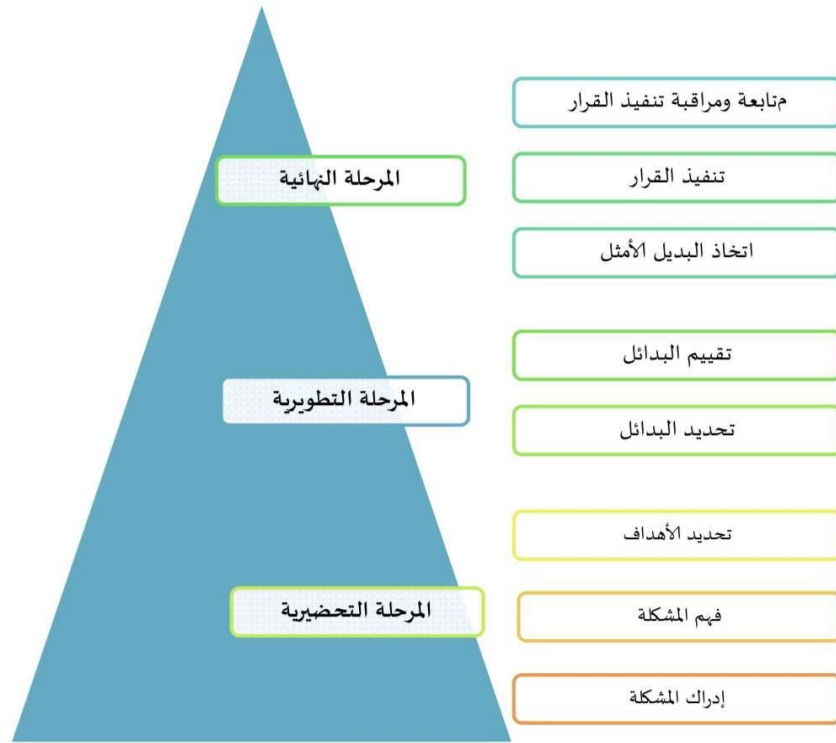 متابعة ومراقبة تنفيذ القرار
المرحلة النهائية
تنفيذ القرار
اتخاذ البديل الأمثل
تقييم البدائل
المرحلة التطويرية
تحديد البدائل
تحديد الأهداف
المرحلة التحضيرية
فهم المشكلة
إدراك المشكلة